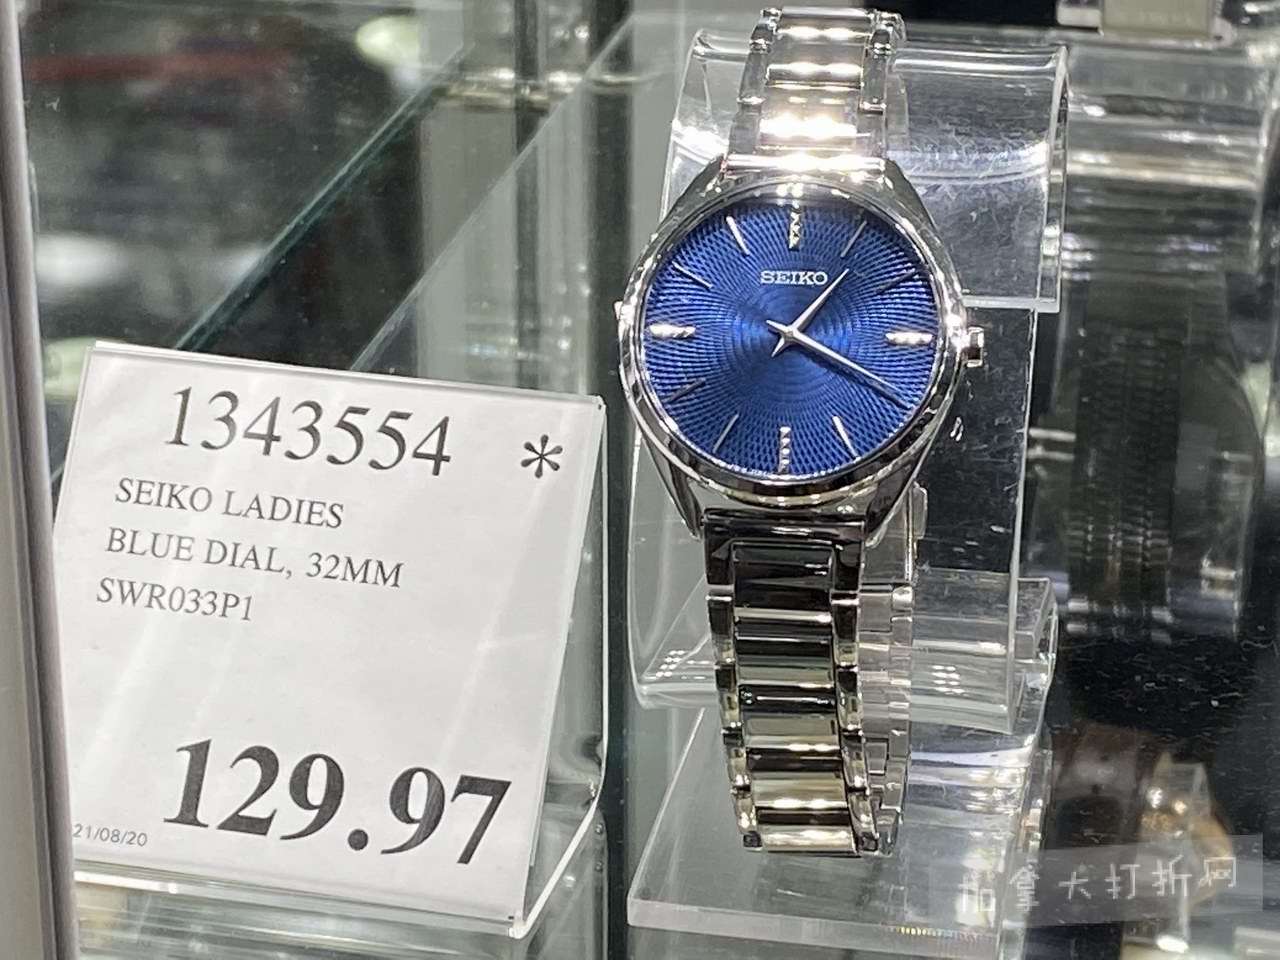 1343554 *
SEIKO LADIES
BLUE DIAL, 32MM
SWR033P1
129.97
21/08/20
SEIKO
加拿大打折网